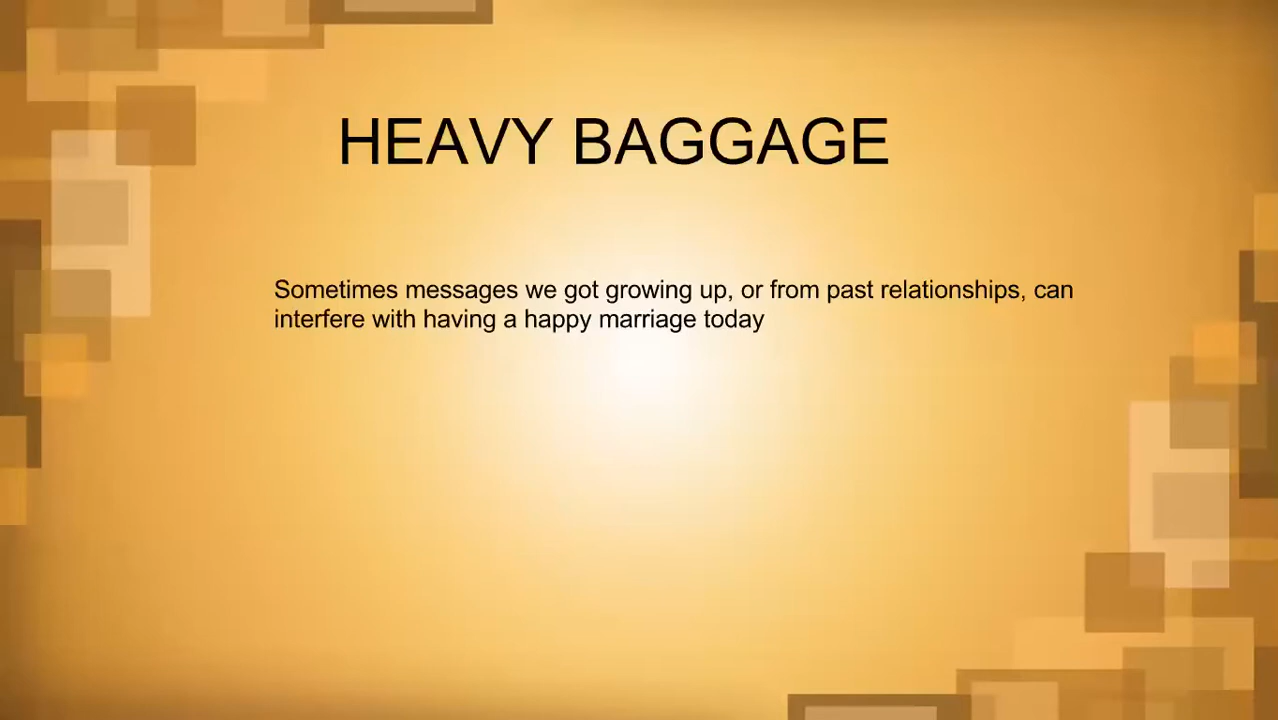 HEAVY BAGGAGE
Sometimes messages we got growing up, or from past relationships, can
interfere with having a happy marriage today